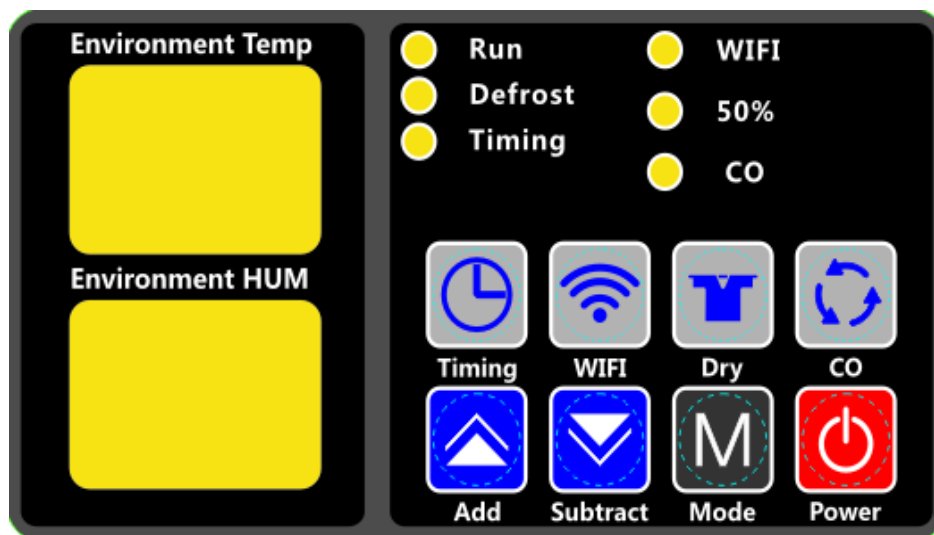 Environment Temp
Environment HUM
Run
Defrost
Timing
WIFI
50%
CO
Timing WIFI Dry CO
M
Add Subtract Mode Power